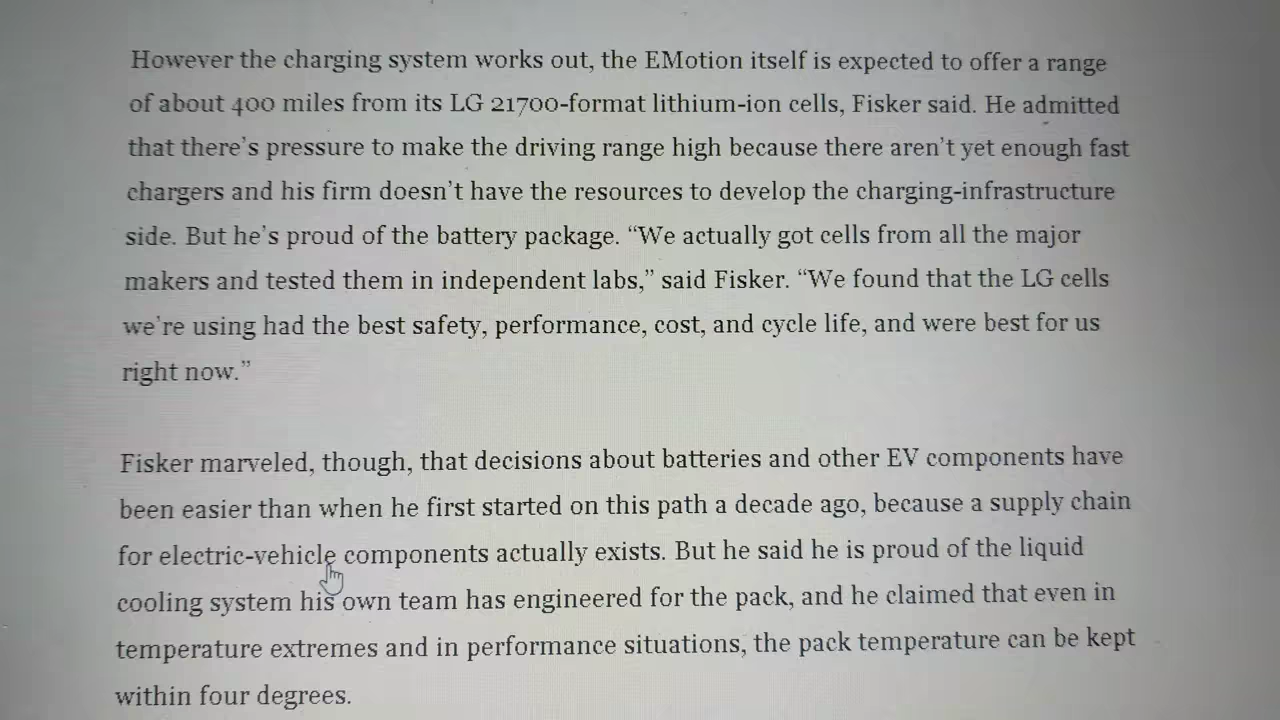 However the charging system works out, the EMotion itself is expected to offer a range
of about 400 miles from its LG 21700-format lithium-ion cells, Fisker said. He admitted
that there's pressure to make the driving range high because there aren't yet enough fast
chargers and his firm doesn't have the resources to develop the charging-infrastructure
side. But he's proud of the battery package. “We actually got cells from all the major
makers and tested them in independent labs,” said Fisker. “We found that the LG cells
we're using had the best safety, performance, cost, and cycle life, and were best for us
right now.”
Fisker marveled, though, that decisions about batteries and other EV components have
been easier than when he first started on this path a decade ago, because a supply chain
for electric-vehicle components actually exists. But he said he is proud of the liquid
cooling system his own team has engineered for the pack, and he claimed that even in
temperature extremes and in performance situations, the pack temperature can be kept
within four degrees.